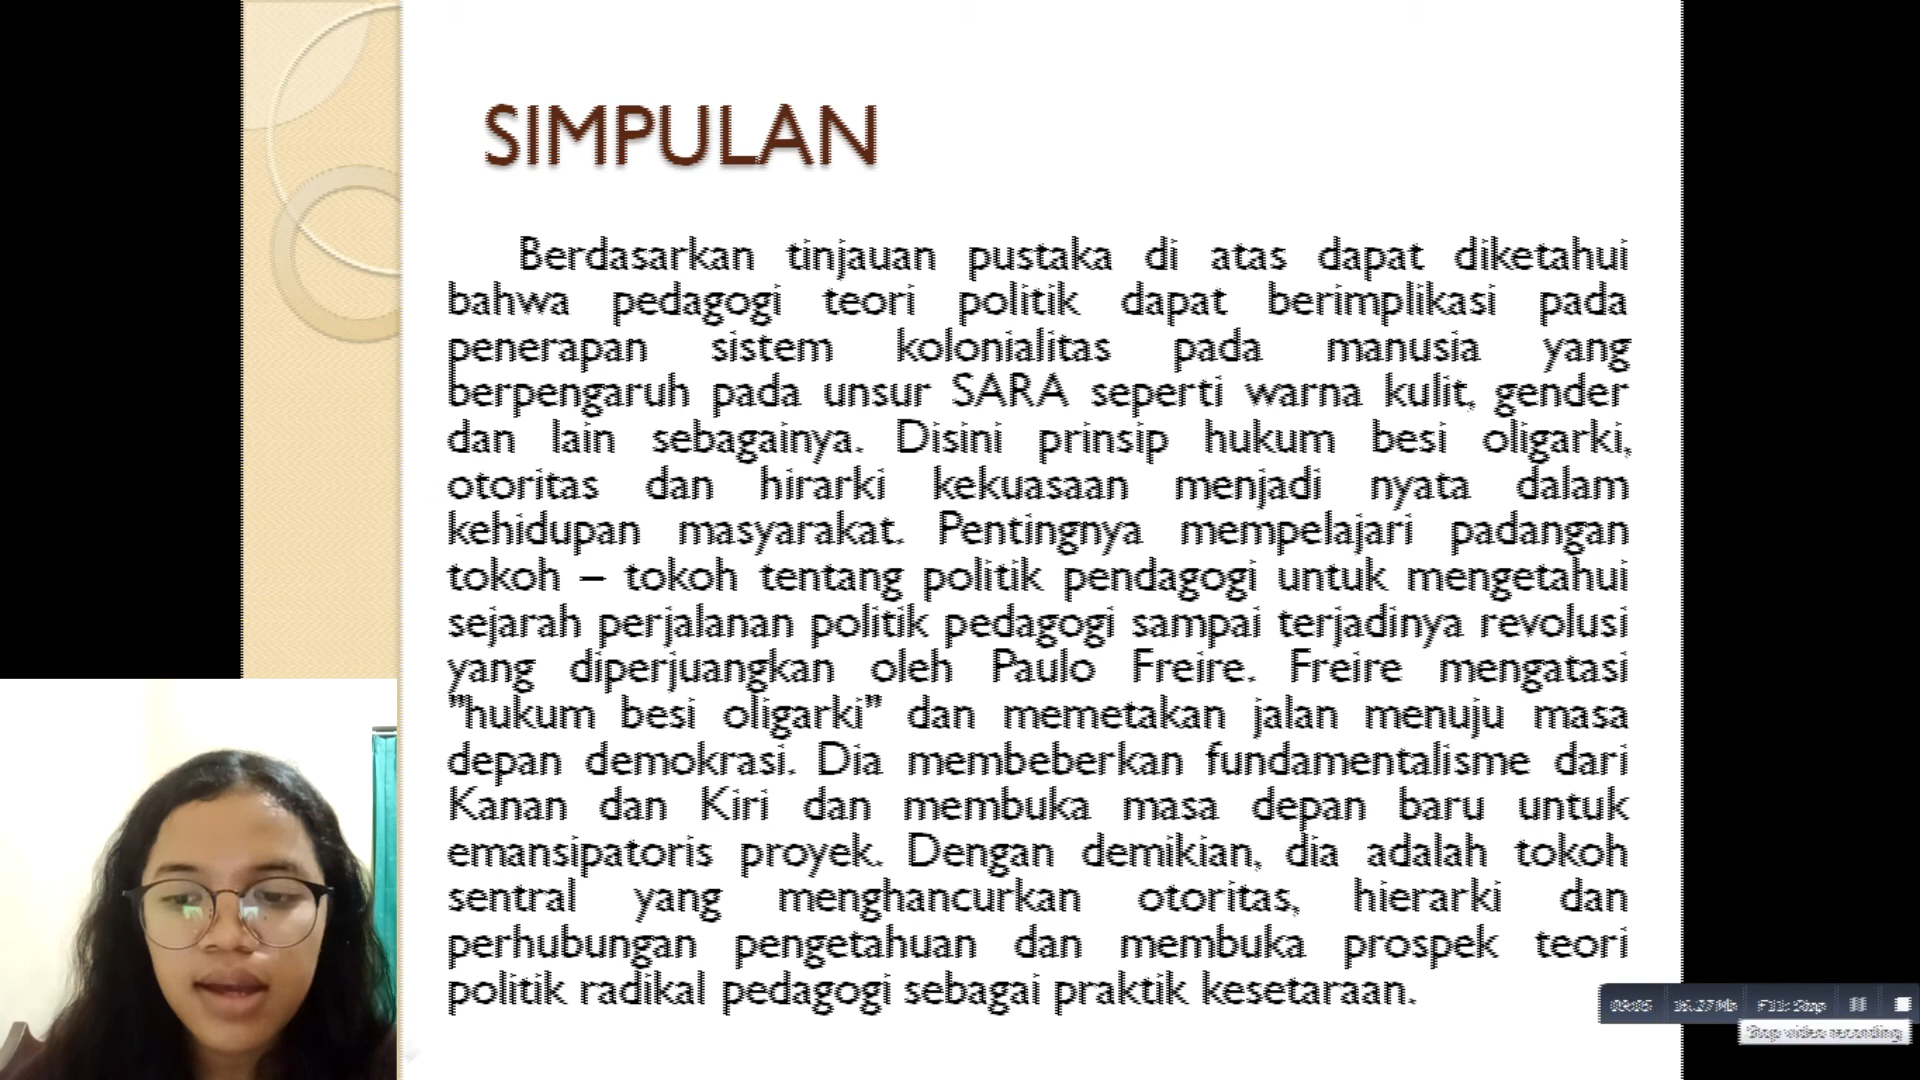 SIMPULAN
Berdasarkan tinjauan pustaka di atas dapat diketahui
bahwa pedagogi teori politik dapat berimplikasi pada
penerapan sistem kolonialitas pada manusia yang
berpengaruh pada unsur SARA seperti warna kulit, gender
dan lain sebagainya. Disini prinsip hukum besi oligarki,
otoritas dan hirarki kekuasaan menjadi nyata dalam
kehidupan masyarakat. Pentingnya mempelajari padangan
tokoh – tokoh tentang politik pendagogi untuk mengetahui
sejarah perjalanan politik pedagogi sampai terjadinya revolusi
yang diperjuangkan oleh Paulo Freire. Freire mengatasi
"hukum besi oligarki" dan memetakan jalan menuju masa
depan demokrasi. Dia membeberkan fundamentalisme dari
Kanan dan Kiri dan membuka masa depan baru untuk
emansipatoris proyek. Dengan demikian, dia adalah tokoh
sentral yang menghancurkan otoritas, hierarki dan
perhubungan pengetahuan dan membuka prospek teori
politik radikal pedagogi sebagai praktik kesetaraan.
F11: Stop
Stop video recording